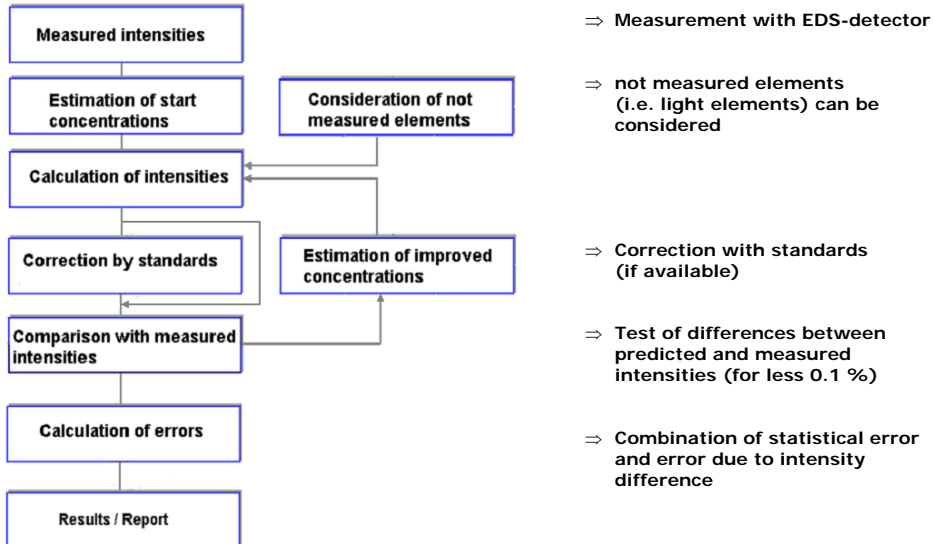 Measured intensities
Estimation of start
concentrations
Consideration of not
measured elements
Calculation of intensities
Correction by standards
Estimation of improved
concentrations
Comparison with measured
intensities
Calculation of errors
Results / Report
⇒ Measurement with EDS-detector
⇒ not measured elements
(i.e. light elements) can be
considered
⇒ Correction with standards
(if available)
⇒ Test of differences between
predicted and measured
intensities (for less 0.1 %)
⇒ Combination of statistical error
and error due to intensity
difference